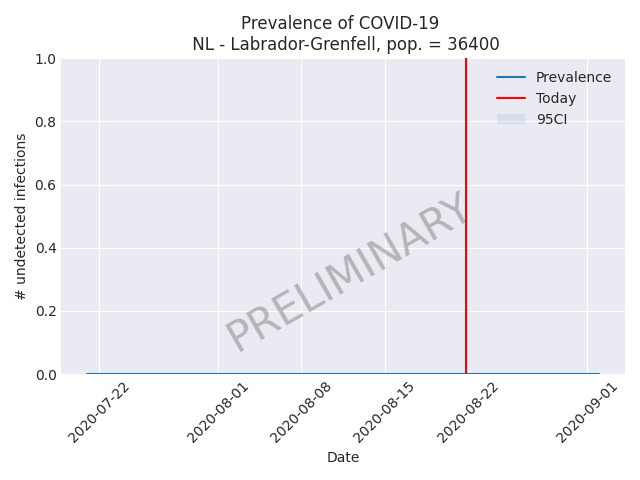 Prevalence of COVID-19
NL - Labrador-Grenfell, pop. = 36400
1.0
0.8
0.6
0.4
0.2
0.0
# undetected infections
Prevalence
Today
95CI
PRELIMINARY
2020-07-22
2020-08-01
2020-08-08
2020-08-15
2020-08-22
2020-09-01
Date